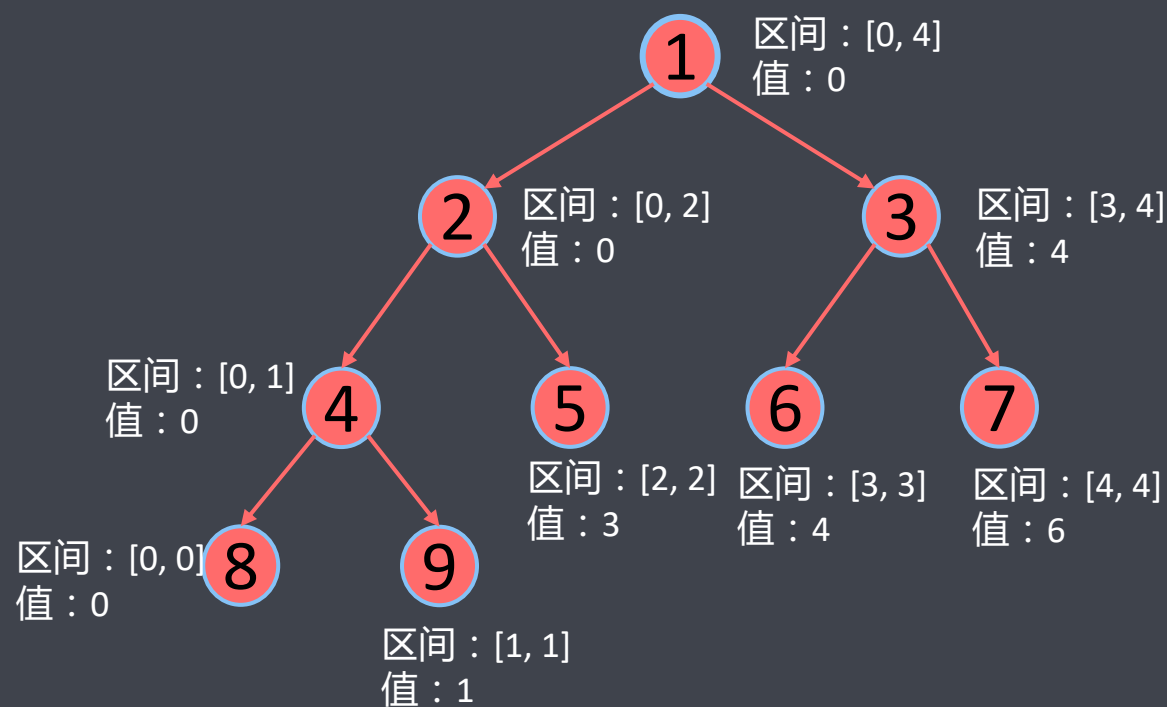 1
区间：[0, 4]
值：0
2
区间：[0, 2]
值：0
3
区间：[3, 4]
值：4
区间：[0, 1]
值：0
4
5
区间：[2, 2]
值：3
6
区间：[3, 3]
值：4
7
区间：[4, 4]
值：6
区间：[0, 0]
值：0
8
9
区间：[1, 1]
值：1